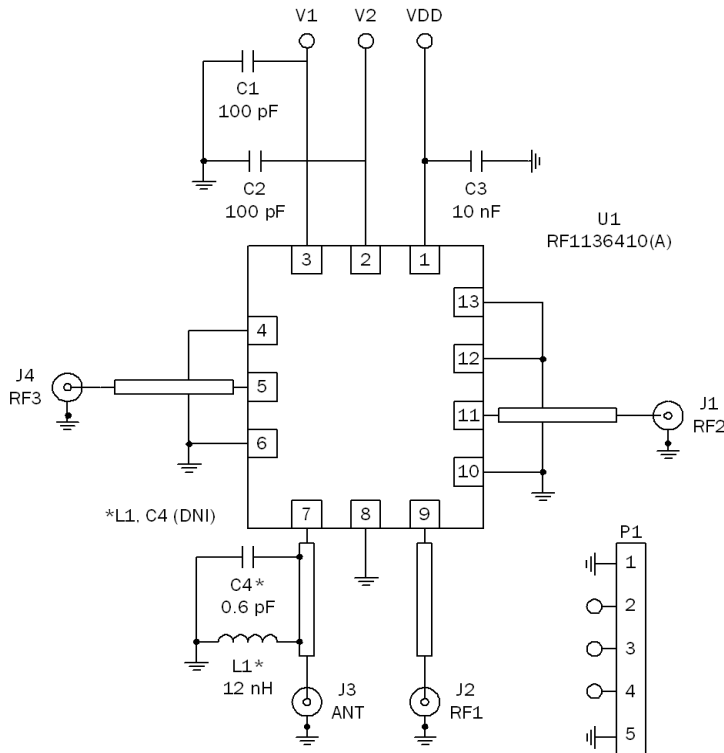 V1 V2 VDD
C1
100 pF
C2
100 pF
C3
10 nF
U1
RF1136410(A)
3 2 1
13
4
12
J4
RF3
5
11
J1
RF2
6
10
*L1, C4 (DNI)
7 8 9
P1
1
C4*
0.6 pF
2
3
L1*
12 nH
J3
ANT
J2
RF1
4
5